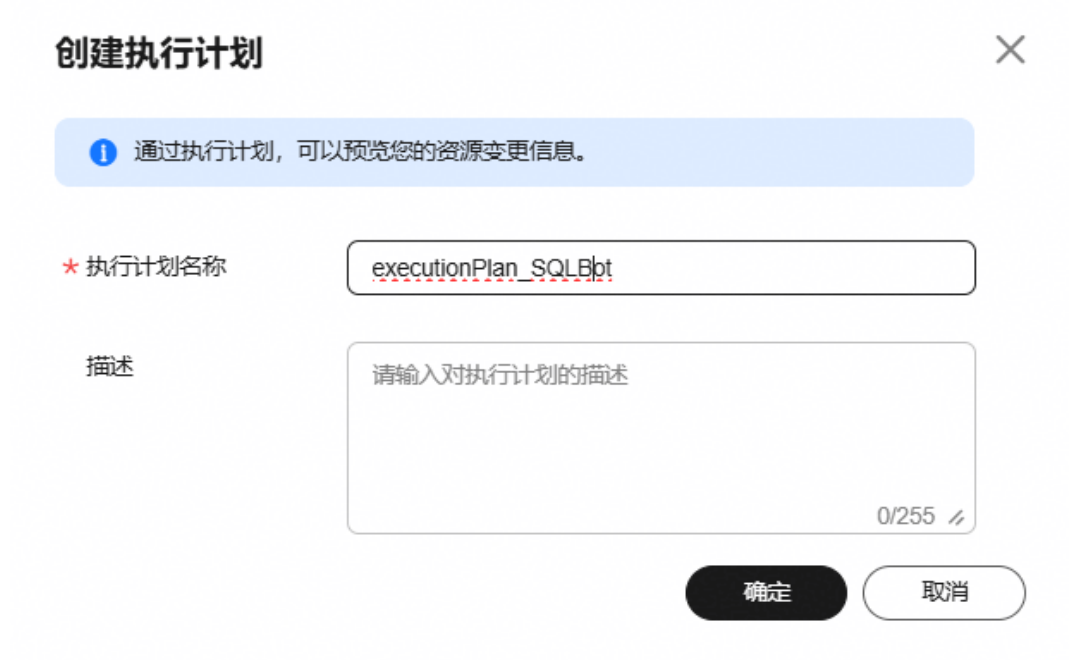 创建执行计划
通过执行计划，可以预览您的资源变更信息。
* 执行计划名称
executionPlan_SQLBot
描述
请输入对执行计划的描述
0/255
确定
取消